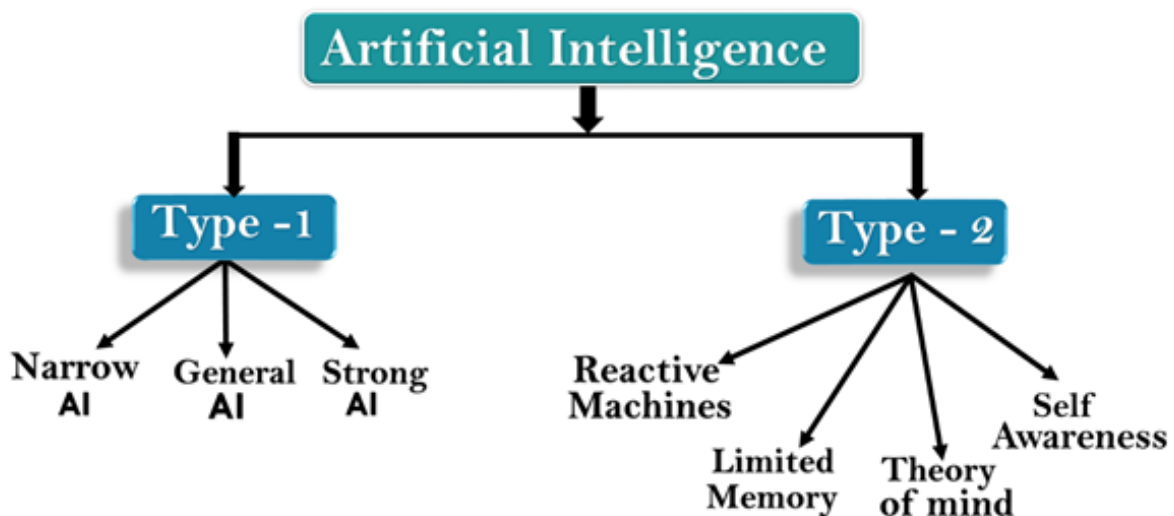 Artificial Intelligence
Type -1
Type - 2
Narrow
AI
General
AI
Strong
AI
Reactive
Machines
Limited
Memory
Theory
of mind
Self
Awareness